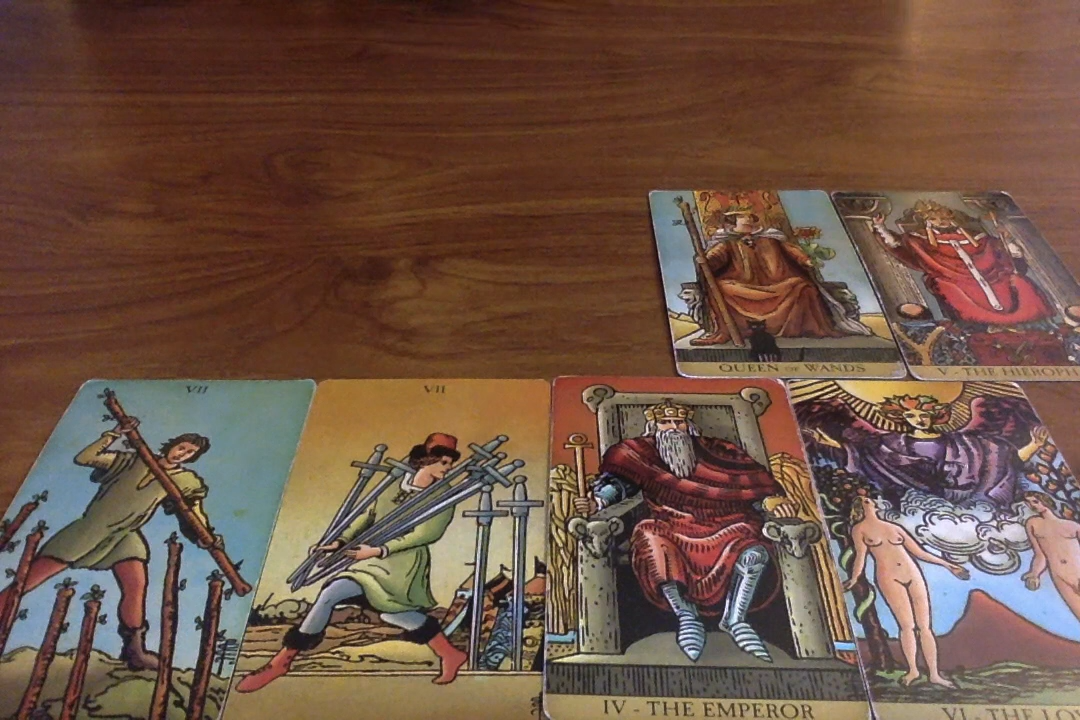 QUEEN OF WANDS
V - THE HIEROPH
VII
VII
IV - THE EMPEROR
VI - THE LO